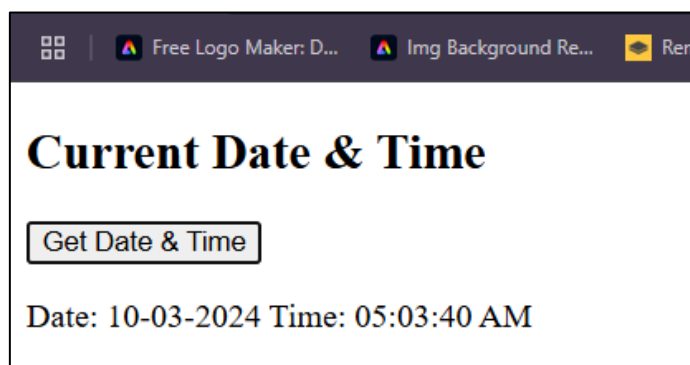 Free Logo Maker: D... Img Background Re... Rer
Current Date & Time
Get Date & Time
Date: 10-03-2024 Time: 05:03:40 AM